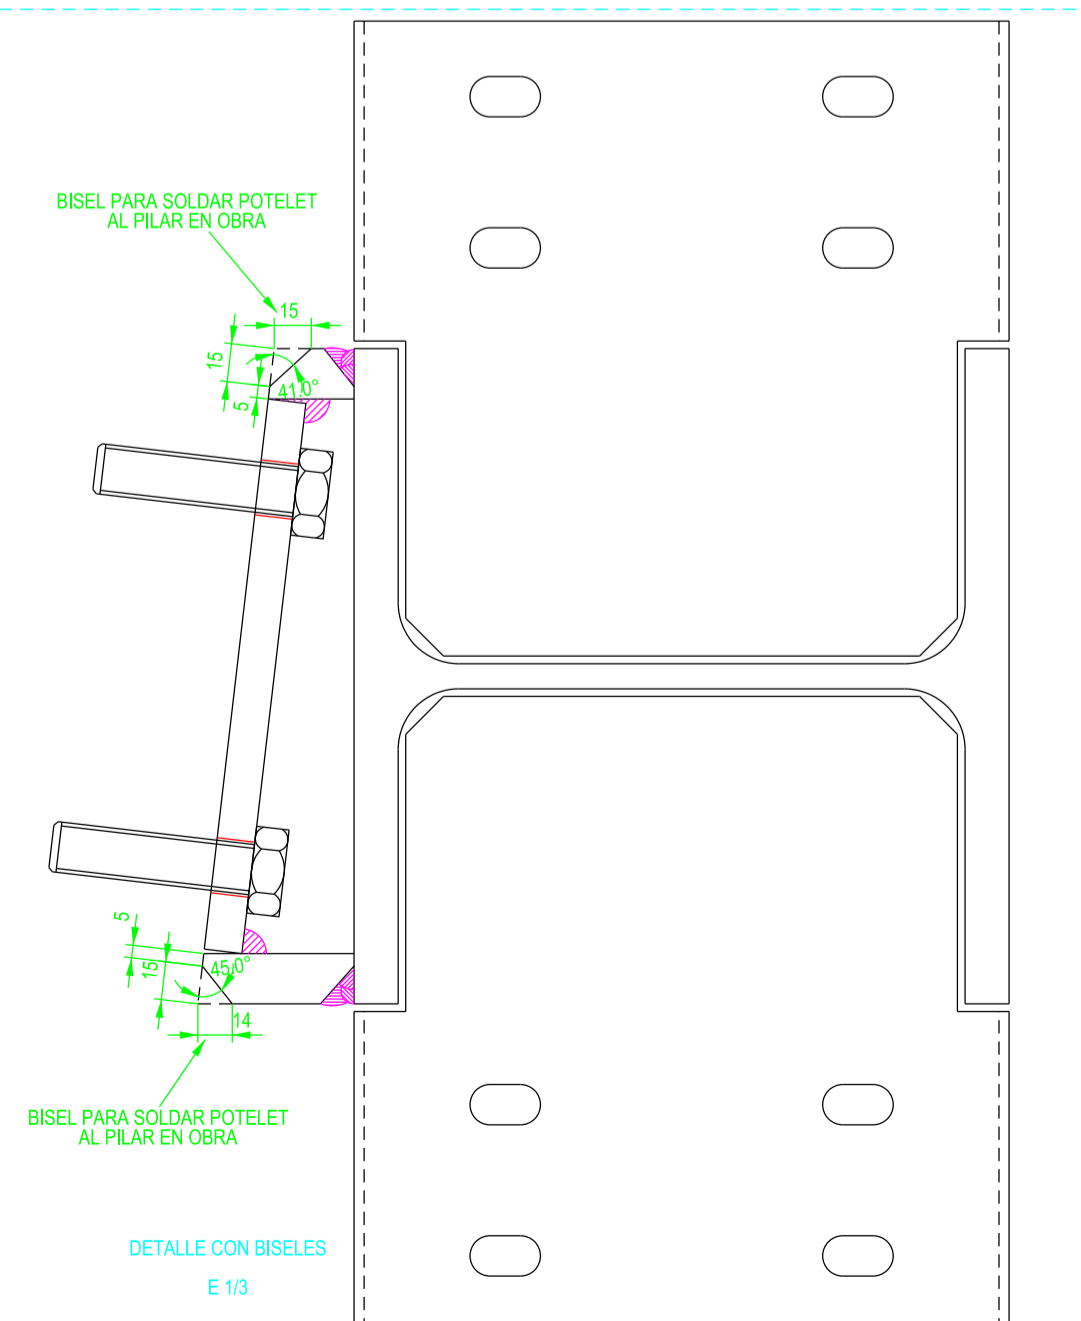 BISEL PARA SOLDAR POTELET
AL PILAR EN OBRA
15
15
41.0°
5
5
15
45.0°
14
BISEL PARA SOLDAR POTELET
AL PILAR EN OBRA
DETALLE CON BISELES
E 1/3